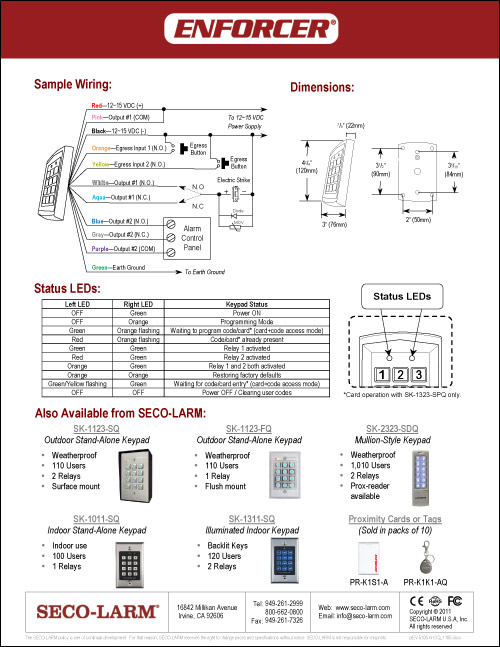 ENFORCER®
Sample Wiring:
Red—12~15 VDC (+)
Pink—Output #1 (COM)
Black—12~15 VDC (-)
Orange—Egress Input 1 (N.O.)
Yellow—Egress Input 2 (N.O.)
White—Output #1 (N.O.)
Aqua—Output #1 (N.C.)
Blue—Output #2 (N.O.)
Gray—Output #2 (N.C.)
Purple—Output #2 (COM)
Green—Earth Ground
To 12~15 VDC
Power Supply
Egress
Button
Egress
Button
Electric Strike
N.O
N.C
Diode
MOV
Alarm
Control
Panel
To Earth Ground
Dimensions:
(22mm)
(120mm)
3" (76mm)
(90mm)
(84mm)
2" (50mm)
Status LEDs:
Left LED Right LED Keypad Status
OFF Green Power ON
OFF Orange Programming Mode
Green Orange flashing Waiting to program code/card* (card+code access mode)
Red Orange flashing Code/card* already present
Green Green Relay 1 activated
Red Green Relay 2 activated
Orange Green Relay 1 and 2 both activated
Orange Orange Restoring factory defaults
Green/Yellow flashing Green Waiting for code/card entry* (card+code access mode)
OFF OFF Power OFF / Clearing user codes
Status LEDs
1 2 3
*Card operation with SK-1323-SPQ only.
Also Available from SECO-LARM:
SK-1123-SQ
Outdoor Stand-Alone Keypad
• Weatherproof
• 110 Users
• 2 Relays
• Surface mount
SK-1123-FQ
Outdoor Stand-Alone Keypad
• Weatherproof
• 110 Users
• 1 Relay
• Flush mount
SK-2323-SDQ
Mullion-Style Keypad
• Weatherproof
• 1,010 Users
• 2 Relays
• Prox-reader
available
SK-1011-SQ
Indoor Stand-Alone Keypad
• Indoor use
• 100 Users
• 1 Relays
SK-1311-SQ
Illuminated Indoor Keypad
• Backlit Keys
• 120 Users
• 2 Relays
Proximity Cards or Tags
(Sold in packs of 10)
PR-K1S1-A
PR-K1K1-AQ
SECO-LARM®
16842 Millikan Avenue
Irvine, CA 92606
Tel: 949-261-2999
800-662-0800
Fax: 949-261-7326
Web: www.seco-larm.com
Email: info@seco-larm.com
CE FC RoHS
Copyright © 2011
SECO-LARM U.S.A, Inc.
All rights reserved
The SECO-LARM policy is one of continual development. For that reason, SECO-LARM reserves the right to change prices and specifications without notice. SECO-LARM is not responsible for misprints.